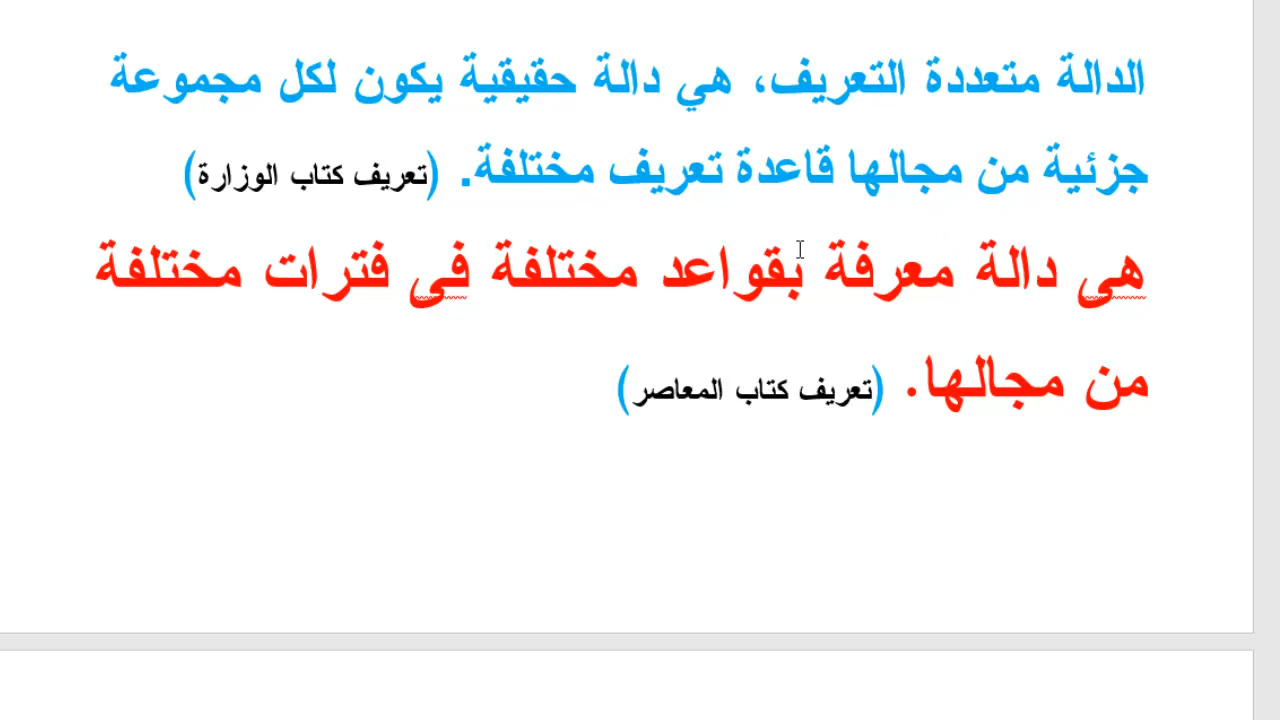 الدالة متعددة التعريف، هي دالة حقيقية يكون لكل مجموعة
جزئية من مجالها قاعدة تعريف مختلفة. (تعريف كتاب الوزارة)
هى دالة معرفة بقواعد مختلفة فى فترات مختلفة
من مجالها. (تعريف كتاب المعاصر)